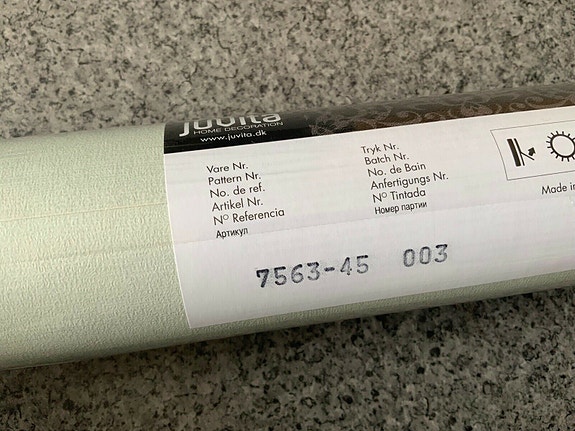 juvita
HOME DECORATION
www.juvita.dk
Vare Nr.
Pattern Nr.
No. de ref.
Artikel Nr.
Nº Referencia
Артикул
Tryk Nr.
Batch Nr.
No. de Bain
Anfertigungs Nr.
Nº Tintada
Номер партии
Made in
7563-45 003